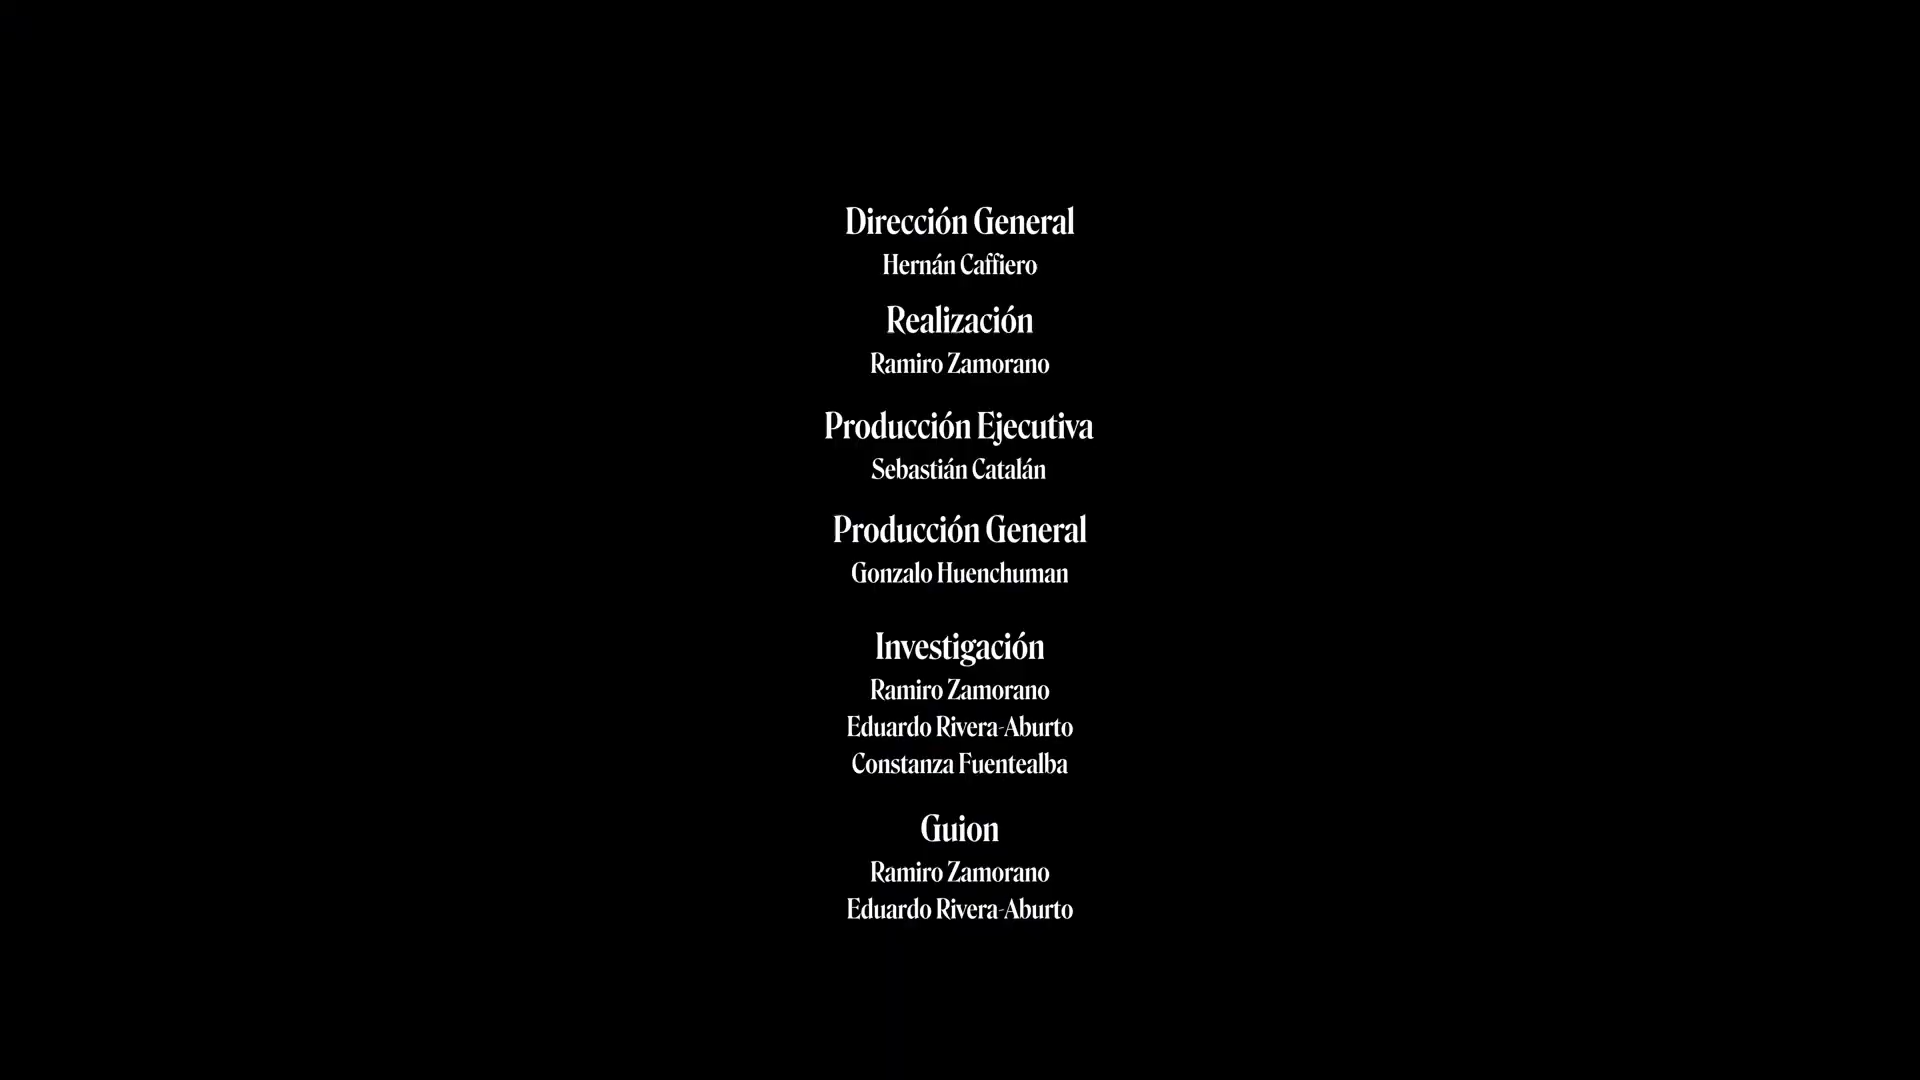 Dirección General
Hernán Caffiero
Realización
Ramiro Zamorano
Producción Ejecutiva
Sebastián Catalán
Producción General
Gonzalo Huenchuman
Investigación
Ramiro Zamorano
Eduardo Rivera-Aburto
Constanza Fuentealba
Guion
Ramiro Zamorano
Eduardo Rivera-Aburto